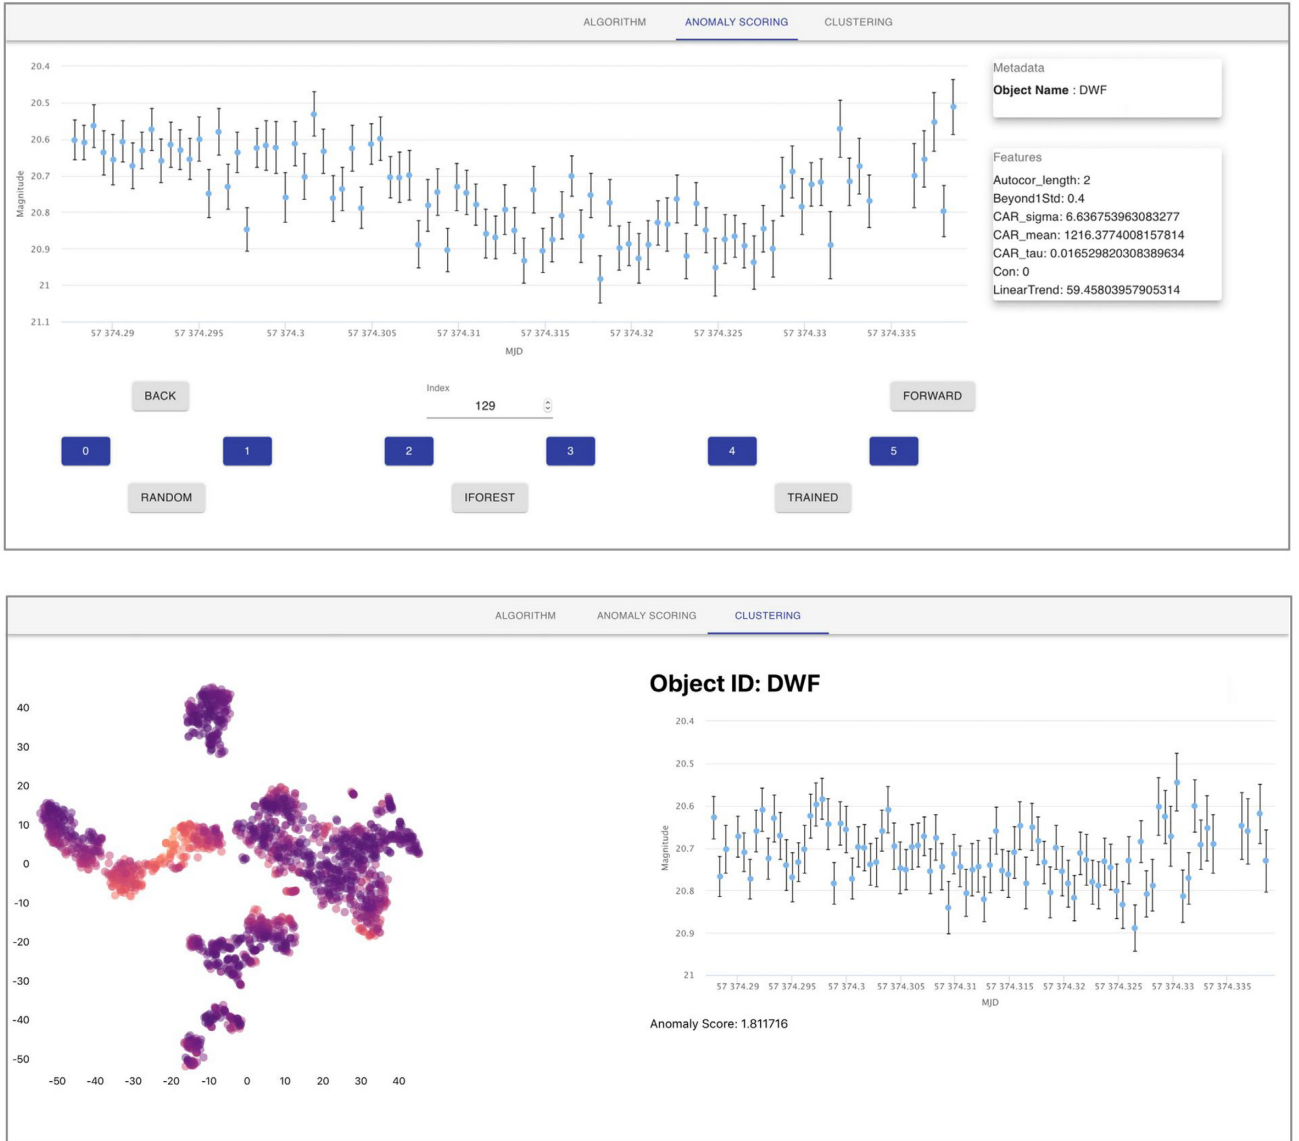 ALGORITHM ANOMALY SCORING CLUSTERING
20.4
20.5
20.6
20.7
20.8
20.9
21
21.1
Magnitude
57 374.29 57 374.295 57 374.3 57 374.305 57 374.31 57 374.315 57 374.32 57 374.325 57 374.33 57 374.335
MJD
Metadata
Object Name : DWF
Features
Autocor_length: 2
Beyond1Std: 0.4
CAR_sigma: 6.636753963083277
CAR_mean: 1216.3774008157814
CAR_tau: 0.016529820308389634
Con: 0
LinearTrend: 59.45803957905314
BACK
Index
129
FORWARD
0 1 2 3 4 5
RANDOM IFOREST TRAINED
ALGORITHM ANOMALY SCORING CLUSTERING
40
30
20
10
0
-10
-20
-30
-40
-50
-50 -40 -30 -20 -10 0 10 20 30 40
Object ID: DWF
20.4
20.5
20.6
20.7
20.8
20.9
21
Magnitude
57 374.29 57 374.295 57 374.3 57 374.305 57 374.31 57 374.315 57 374.32 57 374.325 57 374.33 57 374.335
MJD
Anomaly Score: 1.811716